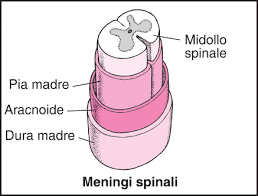 Midollo
spinale
Pia madre
Aracnoide
Dura madre
Meningi spinali